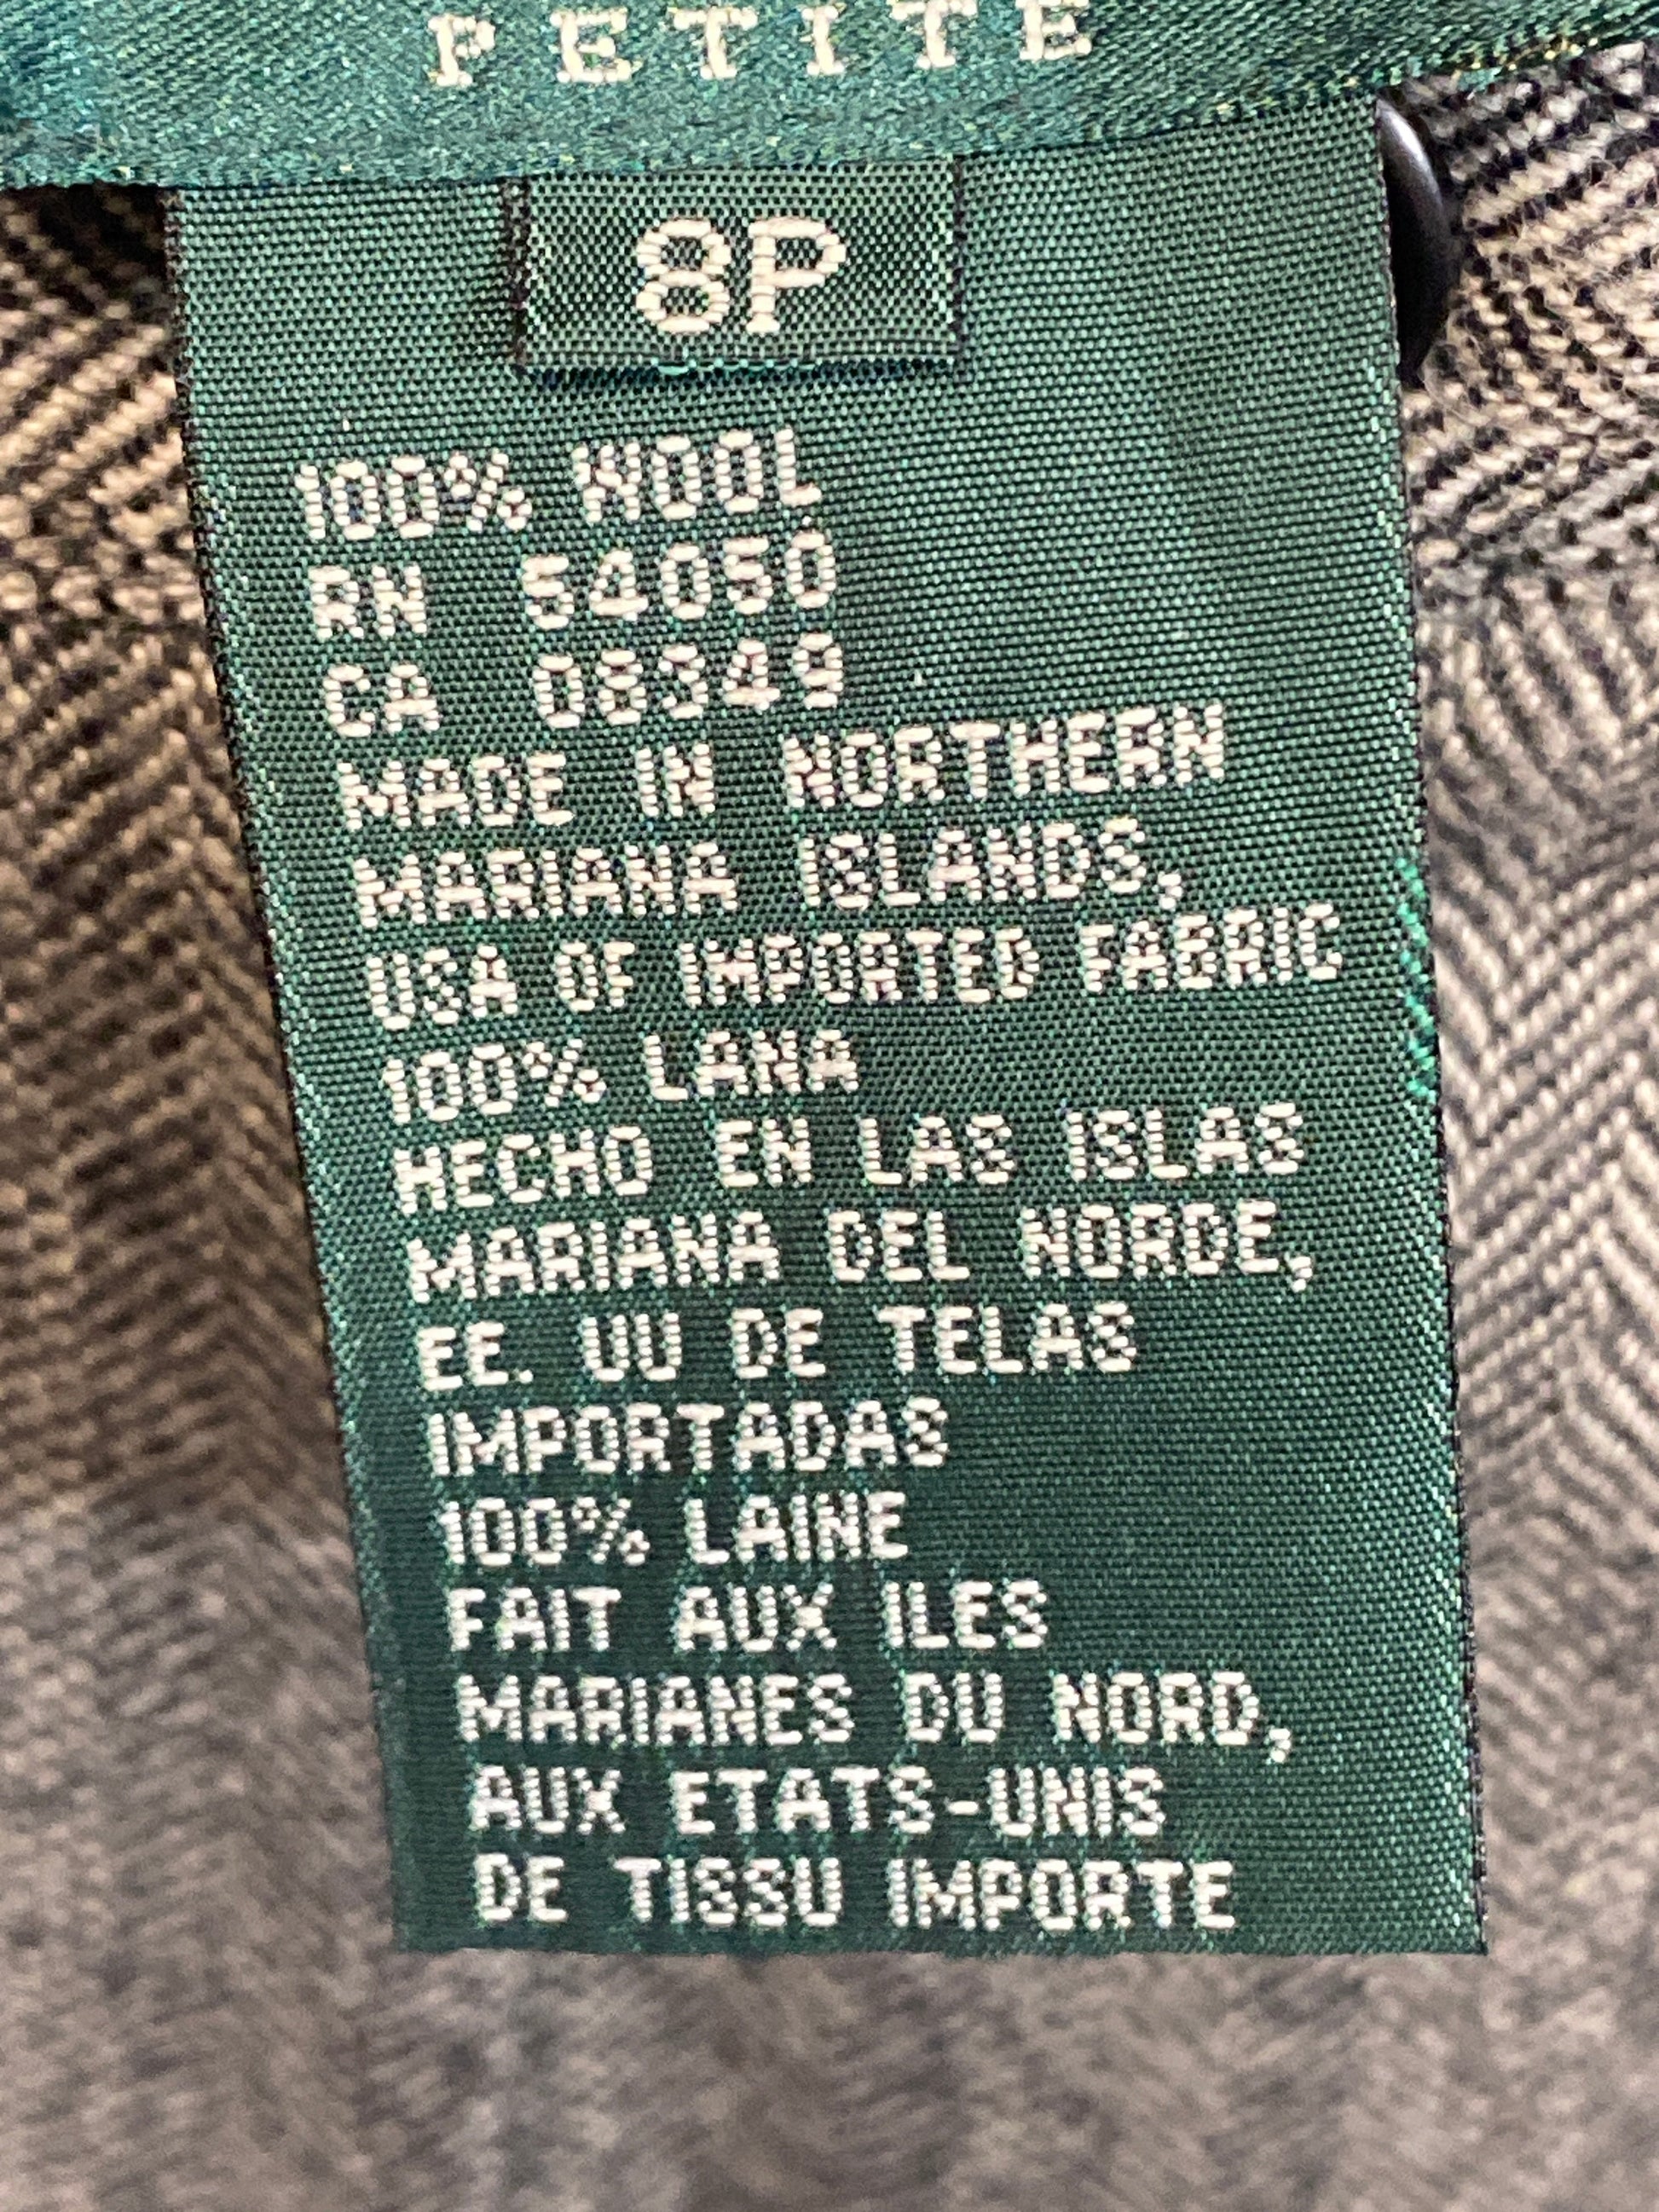 PETITE
8P
100% WOOL
RN 54050
CA 08349
MADE IN NORTHERN
MARIANA ISLANDS,
USA OF IMPORTED FABRIC
100% LANA
HECHO EN LAS ISLAS
MARIANA DEL NORDE,
EE. UU DE TELAS
IMPORTADAS
100% LAINE
FAIT AUX ILES
MARIANES DU NORD,
AUX ETATS-UNIS
DE TISSU IMPORTE